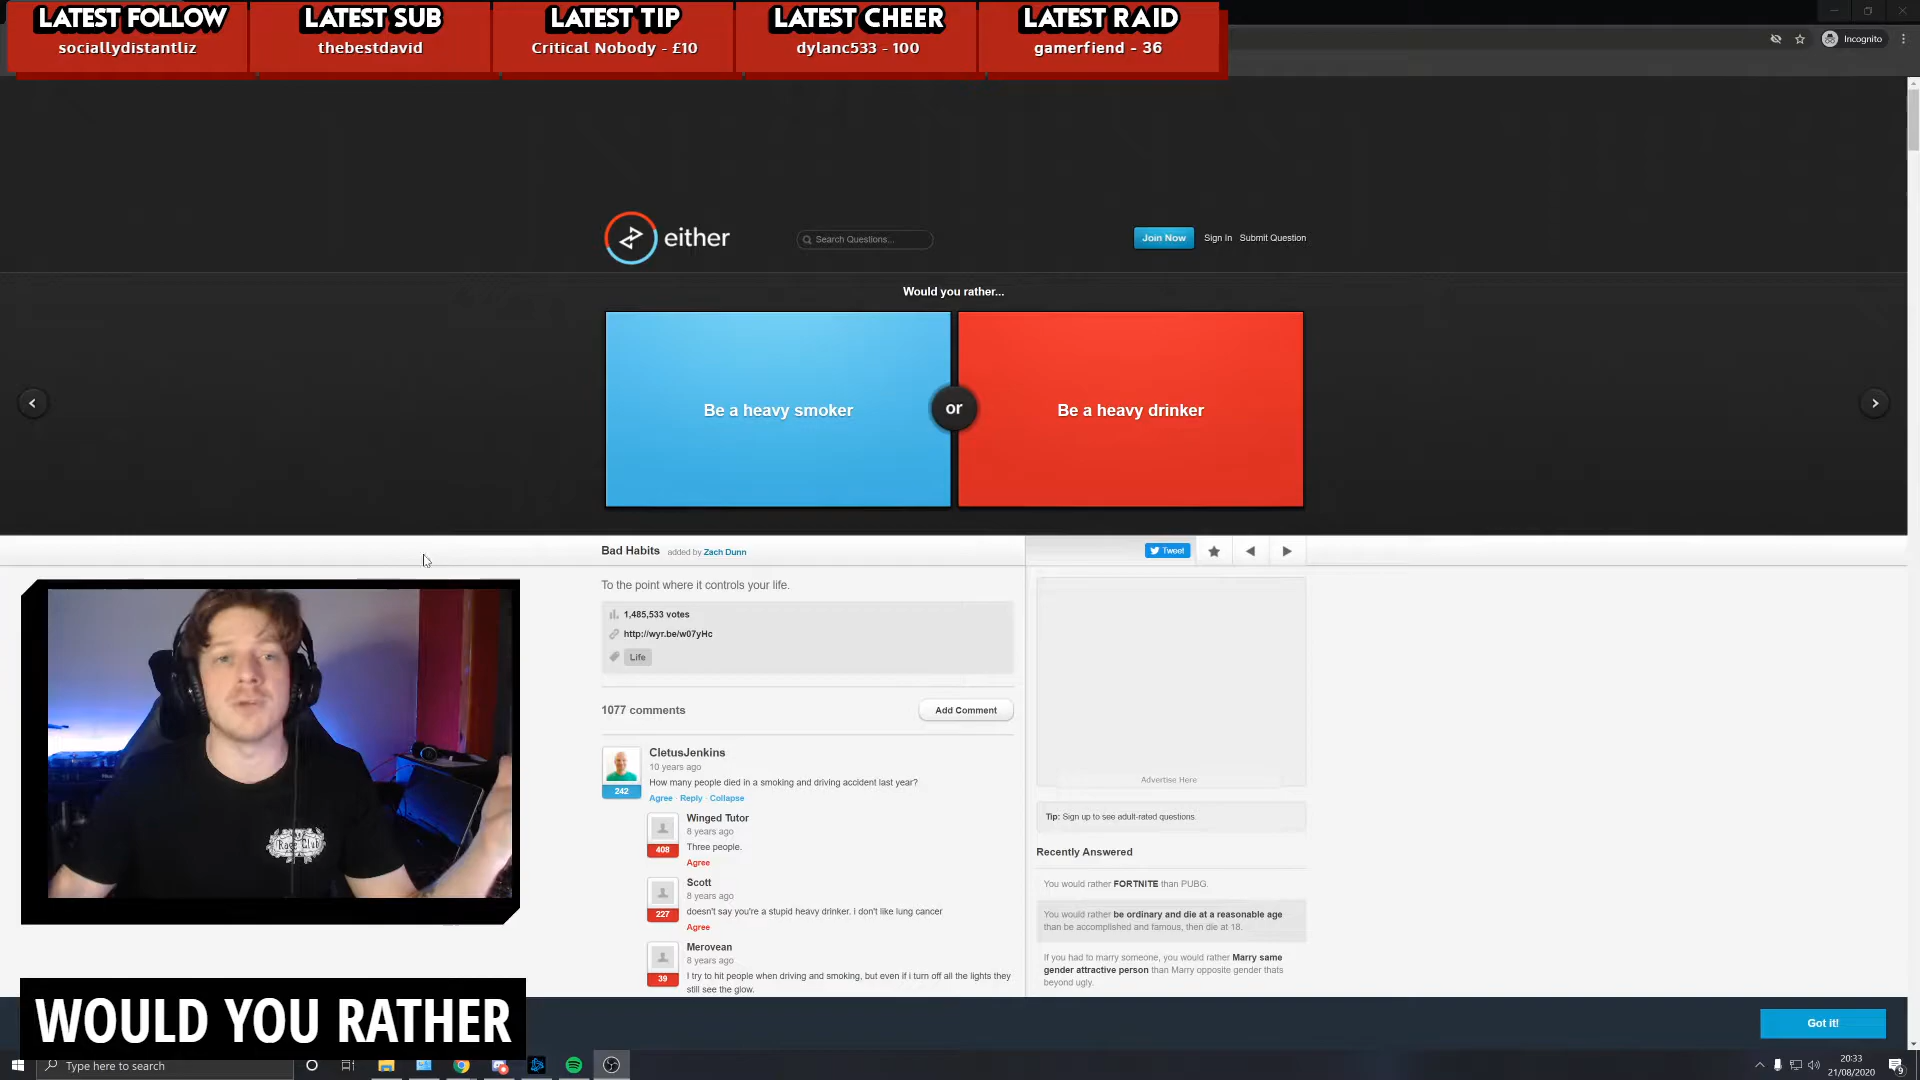 LATEST FOLLOW
sociallydistantliz
LATEST SUB
thebestdavid
LATEST TIP
Critical Nobody - £10
LATEST CHEER
dylanc533 - 100
LATEST RAID
gamerfiend - 36
Incognito
either
Search Questions...
Join Now
Sign In
Submit Question
Would you rather...
Be a heavy smoker
or
Be a heavy drinker
Bad Habits added by Zach Dunn
Tweet
To the point where it controls your life.
1,485,533 votes
http://wyr.be/w07yHc
Life
1077 comments
Add Comment
CletusJenkins
10 years ago
How many people died in a smoking and driving accident last year?
242
Agree · Reply · Collapse
Winged Tutor
8 years ago
Three people.
408
Agree
Scott
8 years ago
doesn't say you're a stupid heavy drinker. i don't like lung cancer
227
Agree
Merovean
8 years ago
I try to hit people when driving and smoking, but even if i turn off all the lights they
still see the glow.
39
Advertise Here
Tip: Sign up to see adult-rated questions.
Recently Answered
You would rather FORTNITE than PUBG.
You would rather be ordinary and die at a reasonable age
than be accomplished and famous, then die at 18.
If you had to marry someone, you would rather Marry same
gender attractive person than Marry opposite gender thats
beyond ugly.
Rage Club
WOULD YOU RATHER
Got it!
Type here to search
20:33
21/08/2020
9